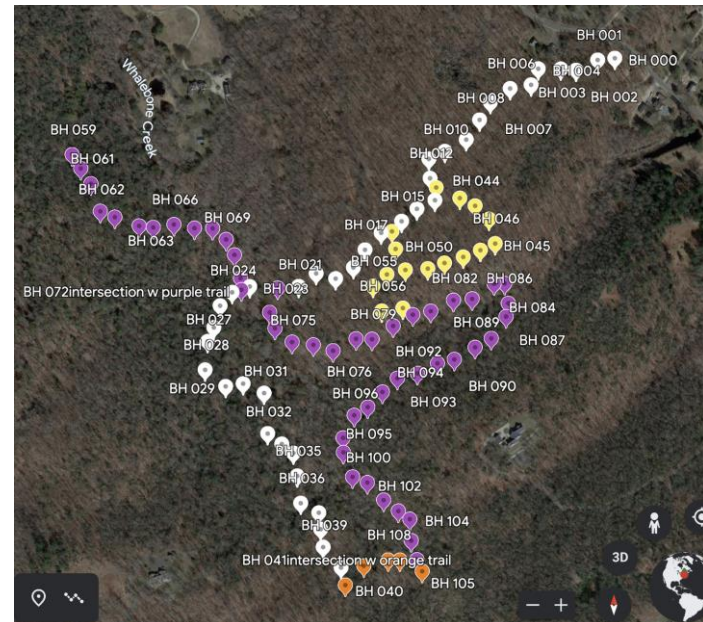 BH 001
BH 000
BH 006
BH 004
BH 059
Whalebone Creek
BH 003
BH 002
BH 008
BH 061
BH 010
BH 007
BH 012
BH 062
BH 044
BH 066
BH 015
BH 046
BH 069
BH 017
BH 063
BH 050
BH 045
BH 055
BH 024
BH 021
BH 082
BH 086
BH 072intersection w purple trail
BH 023
BH 056
BH 084
BH 027
BH 075
BH 079
BH 089
BH 028
BH 087
BH 092
BH 076
BH 031
BH 094
BH 029
BH 090
BH 096
BH 093
BH 032
BH 095
BH 035
BH 100
BH 036
BH 102
BH 039
BH 104
BH 108
BH 041intersection w orange trail
3D
BH 105
BH 040